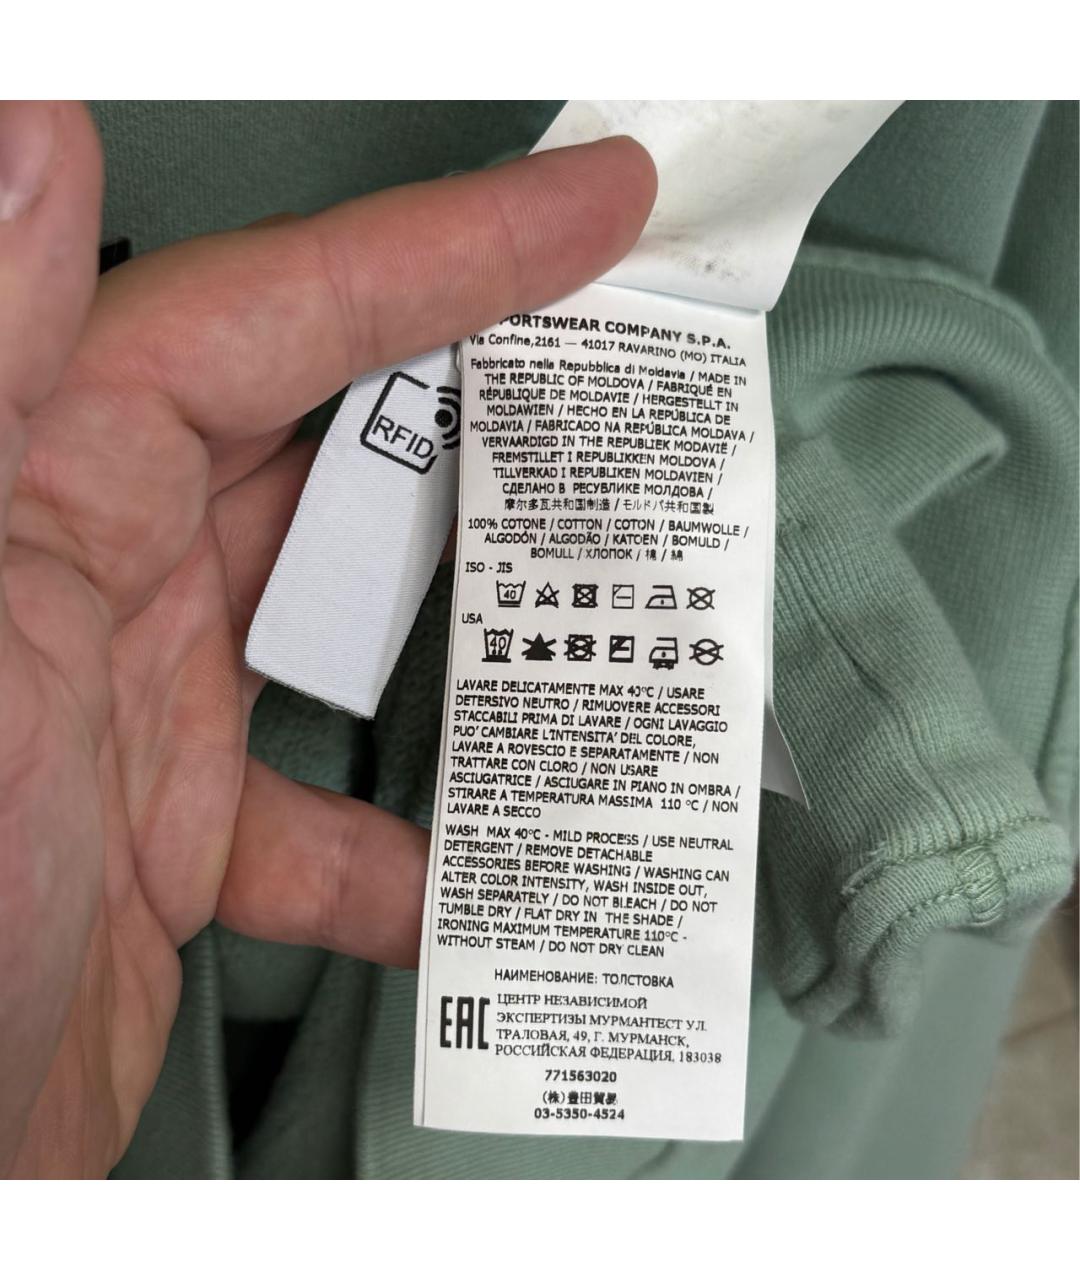 RFID
PORTSWEAR COMPANY S.P.A.
Via Confine,2161 — 41017 RAVARINO (MO) ITALIA
Fabbricato nella Repubblica di Moldavia / MADE IN
THE REPUBLIC OF MOLDOVA / FABRIQUÉ EN
RÉPUBLIQUE DE MOLDAVIE / HERGESTELLT IN
MOLDAWIEN / HECHO EN LA REPÚBLICA DE
MOLDAVIA / FABRICADO NA REPÚBLICA MOLDAVA /
VERVAARDIGD IN THE REPUBLIEK MODAVIË /
FREMSTILLET I REPUBLIKKEN MOLDOVA /
TILLVERKAD I REPUBLIKEN MOLDAVIEN /
СДЕЛАНО В РЕСУБЛИКЕ МОЛДОВА /
摩尔多瓦共和国制造 / モルドバ共和国製
100% COTONE / COTTON / COTON / BAUMWOLLE /
ALGODÓN / ALGODÃO / KATOEN / BOMULD /
BOMULL / ХЛОПОК / 棉 / 綿
ISO - JIS
40
USA
40
LAVARE DELICATAMENTE MAX 40°C / USARE
DETERSIVO NEUTRO / RIMUOVERE ACCESSORI
STACCABILI PRIMA DI LAVARE / OGNI LAVAGGIO
PUO' CAMBIARE L'INTENSITA' DEL COLORE,
LAVARE A ROVESCIO E SEPARATAMENTE / NON
TRATTARE CON CLORO / NON USARE
ASCIUGATRICE / ASCIUGARE IN PIANO IN OMBRA /
STIRARE A TEMPERATURA MASSIMA 110 °C / NON
LAVARE A SECCO
WASH MAX 40°C - MILD PROCESS / USE NEUTRAL
DETERGENT / REMOVE DETACHABLE
ACCESSORIES BEFORE WASHING / WASHING CAN
ALTER COLOR INTENSITY, WASH INSIDE OUT,
WASH SEPARATELY / DO NOT BLEACH / DO NOT
TUMBLE DRY / FLAT DRY IN THE SHADE /
IRONING MAXIMUM TEMPERATURE 110°C -
WITHOUT STEAM / DO NOT DRY CLEAN
НАИМЕНОВАНИЕ: ТОЛСТОВКА
EAC
ЦЕНТР НЕЗАВИСИМОЙ
ЭКСПЕРТИЗЫ МУРМАНТЕСТ УЛ.
ТРАЛОВАЯ, 49, Г. МУРМАНСК,
РОССИЙСКАЯ ФЕДЕРАЦИЯ, 183038
771563020
(株)豊田貿易
03-5350-4524